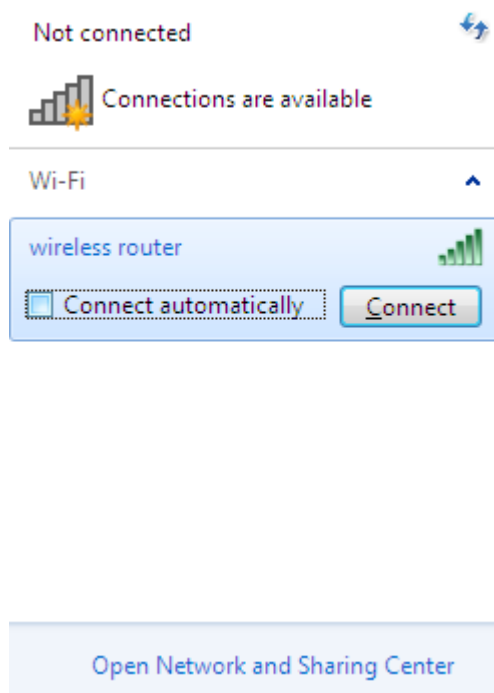 Not connected
Connections are available
Wi-Fi
wireless router
Connect automatically Connect
Open Network and Sharing Center